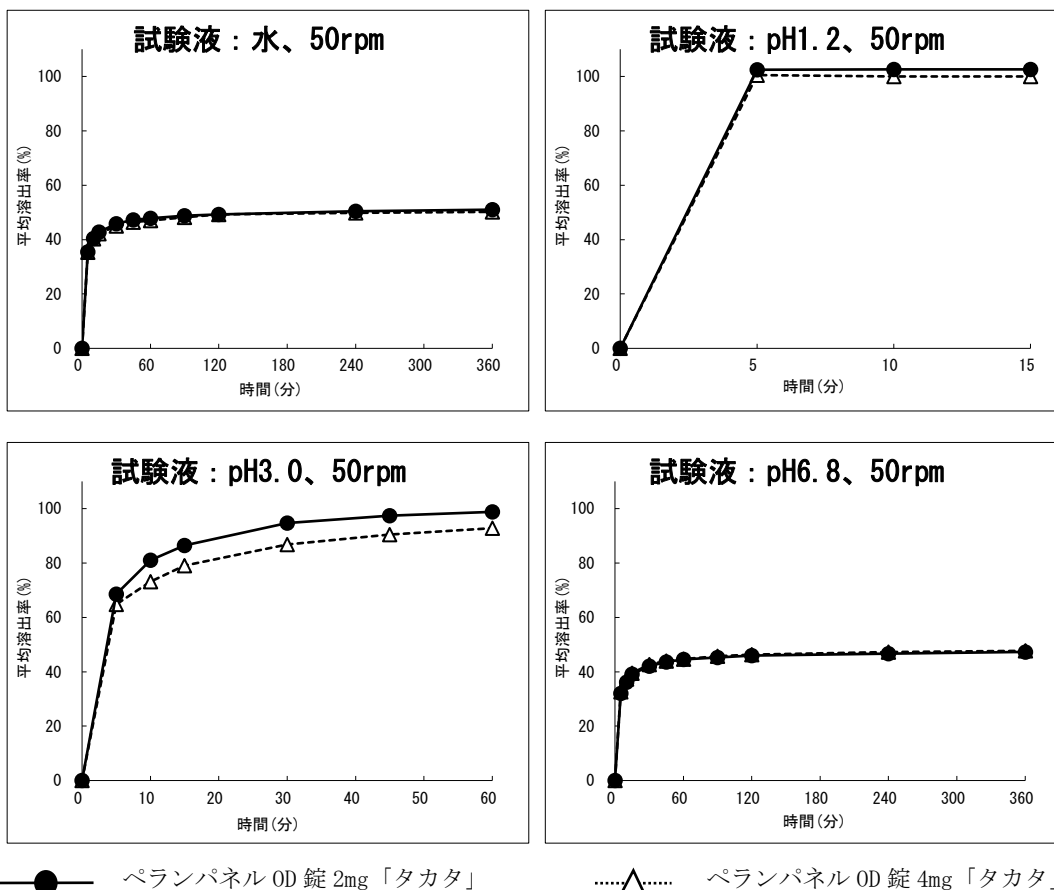 試験液：水、50rpm
平均溶出率(%)
100
80
60
40
20
0
0 60 120 180 240 300 360
時間(分)
試験液：pH1.2、50rpm
平均溶出率(%)
100
80
60
40
20
0
0 5 10 15
時間(分)
試験液：pH3.0、50rpm
平均溶出率(%)
100
80
60
40
20
0
0 10 20 30 40 50 60
時間(分)
試験液：pH6.8、50rpm
平均溶出率(%)
100
80
60
40
20
0
0 60 120 180 240 300 360
時間(分)
ペランパネル OD 錠 2mg「タカタ」
ペランパネル OD 錠 4mg「タカタ